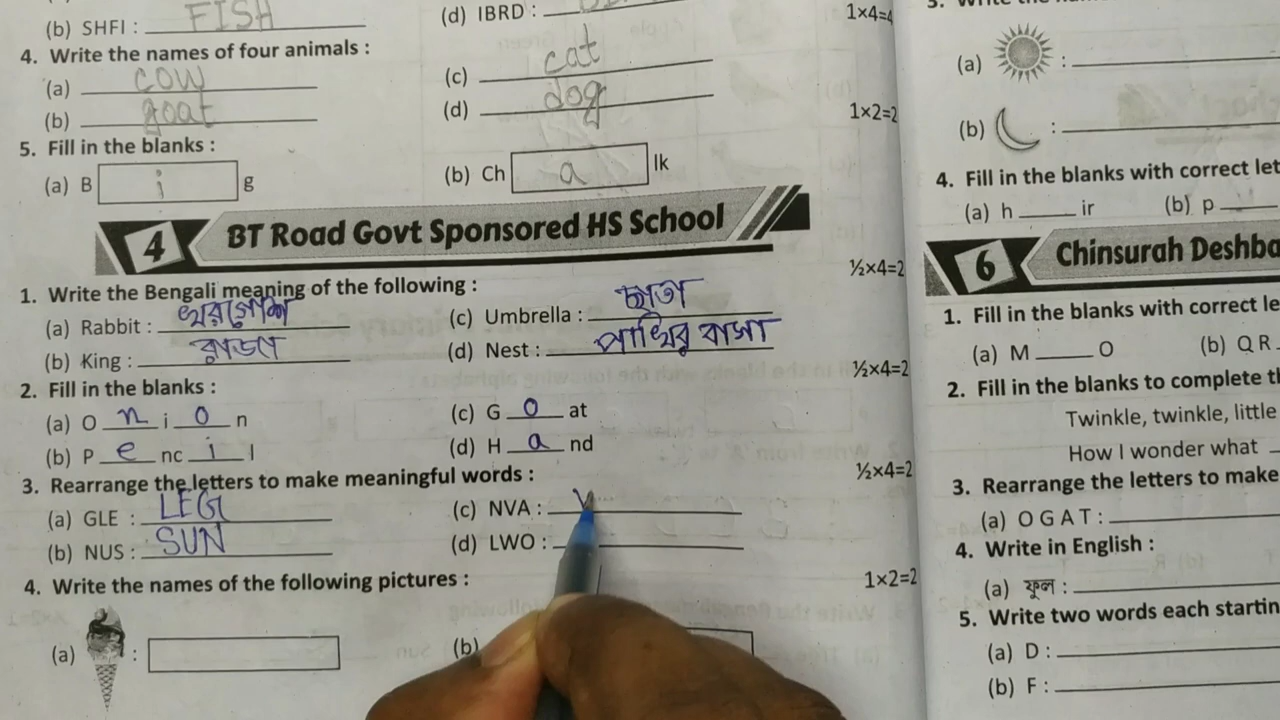 (b) SHFI : FISH
(d) IBRD :
1×4=4
4. Write the names of four animals :
(a) cow
(c) cat
(b) goat
(d) dog
1×2=2
5. Fill in the blanks :
(a) B i g
(b) Ch a lk
4 BT Road Govt Sponsored HS School
1. Write the Bengali meaning of the following :
½×4=2
(a) Rabbit : খরগোশ
(c) Umbrella : ছাতা
(b) King : রাজা
(d) Nest : পাখির বাসা
2. Fill in the blanks :
½×4=2
(a) O n i o n
(c) G o at
(b) P e nc i l
(d) H a nd
3. Rearrange the letters to make meaningful words :
½×4=2
(a) GLE : LEG
(c) NVA : V
(b) NUS : SUN
(d) LWO :
4. Write the names of the following pictures :
1×2=2
(a) :
(b)
3.
(a) :
(b) :
4. Fill in the blanks with correct let
(a) h ____ ir
(b) p ____
6 Chinsurah Deshba
1. Fill in the blanks with correct le
(a) M ____ O
(b) Q R
2. Fill in the blanks to complete t
Twinkle, twinkle, little
How I wonder what
3. Rearrange the letters to make
(a) O G A T :
4. Write in English :
(a) ফুল :
5. Write two words each startin
(a) D :
(b) F :